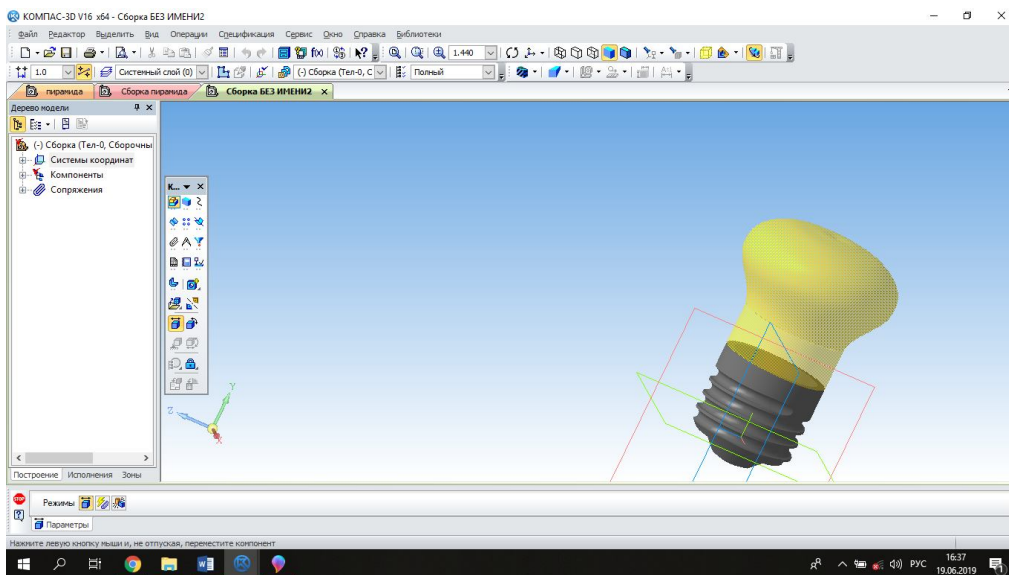 КОМПАС-3D V16 x64 - Сборка БЕЗ ИМЕНИ2
Файл Редактор Выделить Вид Операции Спецификация Сервис Окно Справка Библиотеки
1.440
1.0 Системный слой (0) (-) Сборка (Тел-0, С Полный
пирамида Сборка пирамида Сборка БЕЗ ИМЕНИ2
Дерево модели
(-) Сборка (Тел-0, Сборочны
Системы координат
Компоненты
Сопряжения
К...
Y
Z
X
Построение Исполнения Зоны
STOP Режимы
Параметры
Нажмите левую кнопку мыши и, не отпуская, переместите компонент
РУС 16:37
19.06.2019
1